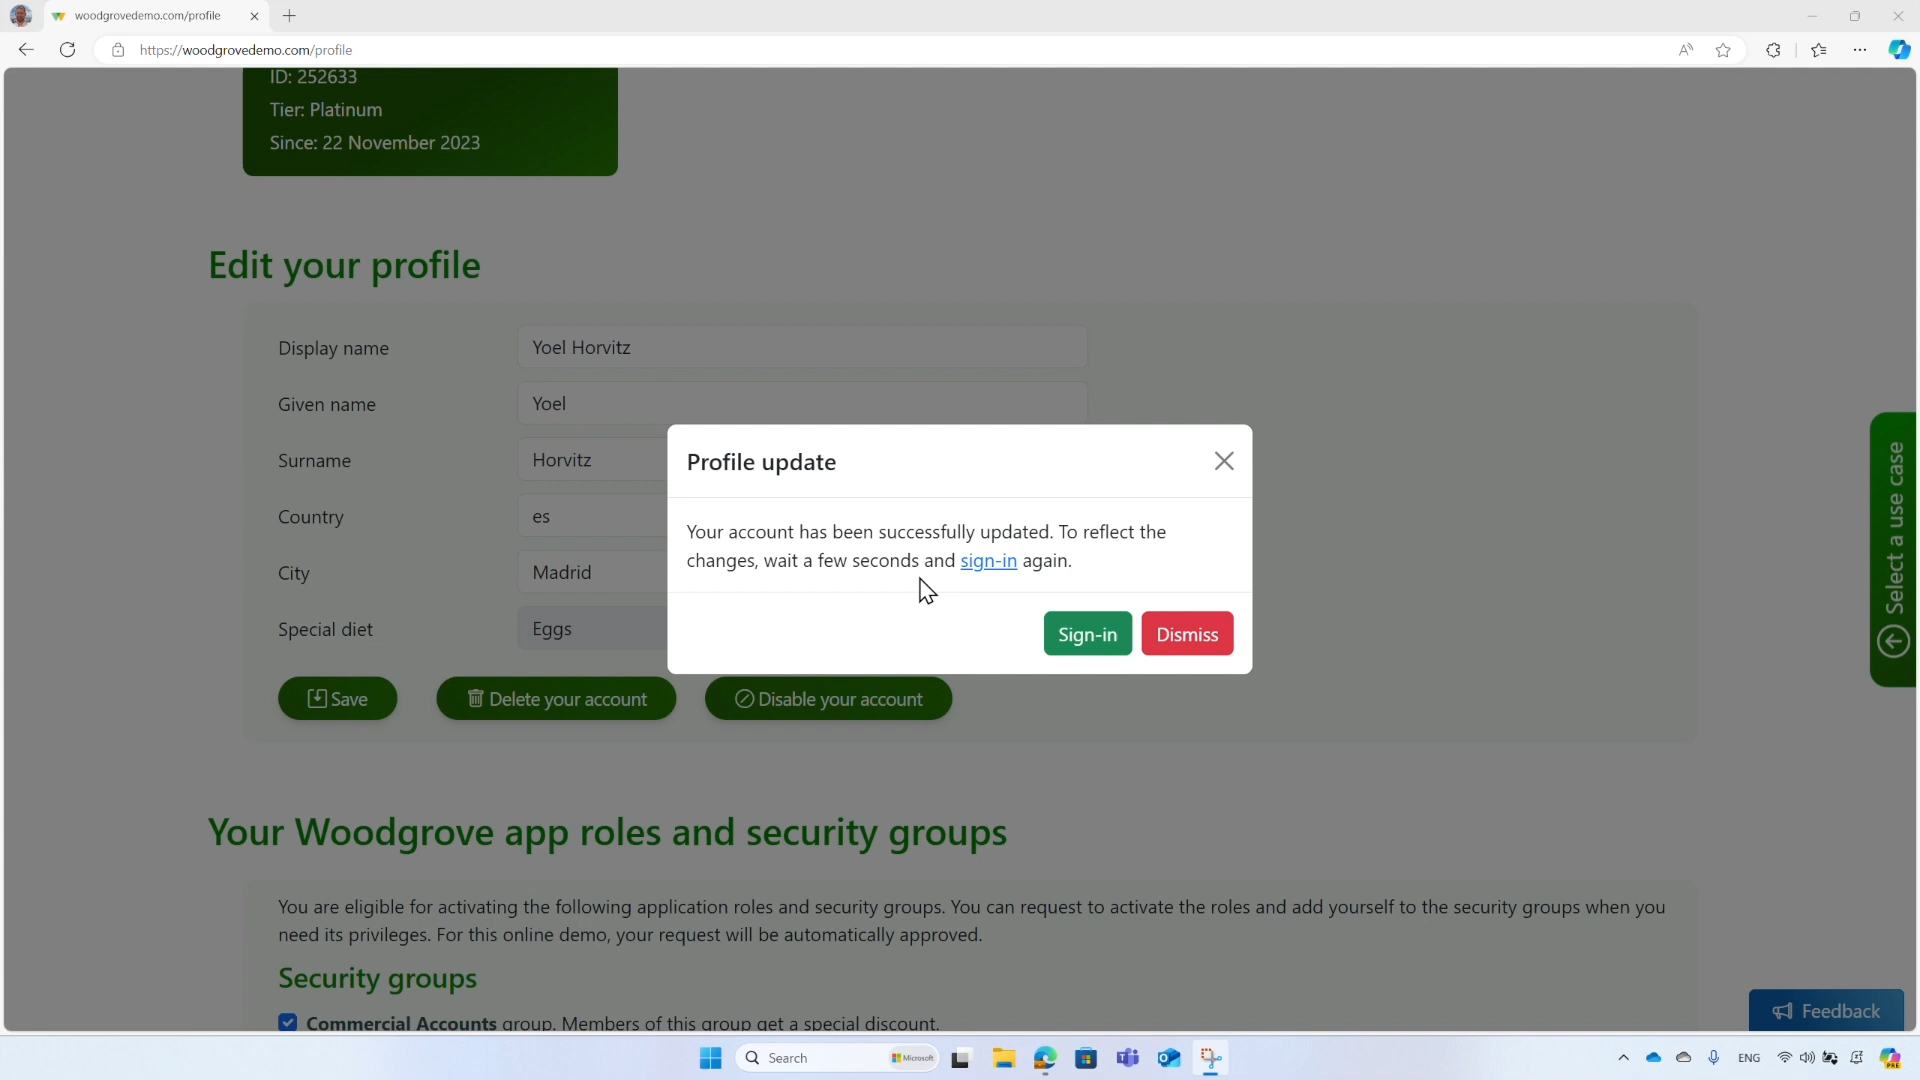 woodgrovedemo.com/profile
https://woodgrovedemo.com/profile
ID: 252633
Tier: Platinum
Since: 22 November 2023
Edit your profile
Display name
Yoel Horvitz
Given name
Yoel
Surname
Horvitz
Country
es
City
Madrid
Special diet
Eggs
Save
Delete your account
Disable your account
Profile update
Your account has been successfully updated. To reflect the
changes, wait a few seconds and sign-in again.
Sign-in
Dismiss
Select a use case
Your Woodgrove app roles and security groups
You are eligible for activating the following application roles and security groups. You can request to activate the roles and add yourself to the security groups when you
need its privileges. For this online demo, your request will be automatically approved.
Security groups
Commercial Accounts group. Members of this group get a special discount.
Feedback
Search
Microsoft
ENG
PRE